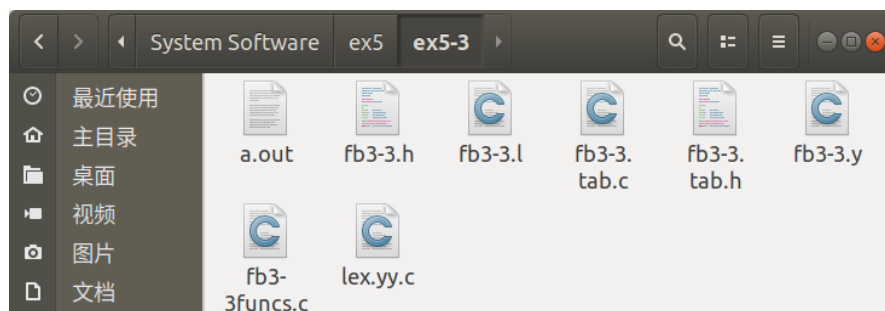 System Software ex5 ex5-3
最近使用
主目录
桌面
视频
图片
文档
a.out
fb3-3.h
fb3-3.l
fb3-3.
tab.c
fb3-3.
tab.h
fb3-3.y
fb3-
3funcs.c
lex.yy.c